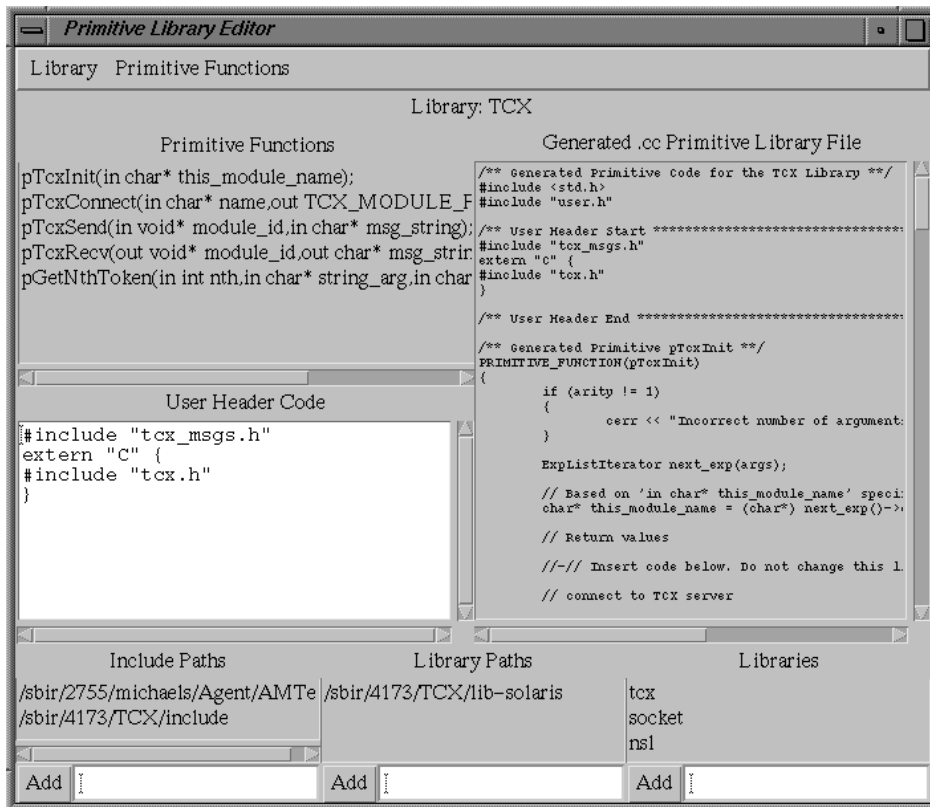 Primitive Library Editor
Library Primitive Functions
Library: TCX
Primitive Functions
pTcxInit(in char* this_module_name);
pTcxConnect(in char* name,out TCX_MODULE_
pTcxSend(in void* module_id,in char* msg_string);
pTcxRecv(out void* module_id,out char* msg_strin
pGetNthToken(in int nth,in char* string_arg,in char
Generated .cc Primitive Library File
/** Generated Primitive Code for the TCX Library **/
#include <std.h>
#include "user.h"
/** User Header Start ********************************
#include "tcx_msgs.h"
extern "C" {
#include "tcx.h"
}
/** User Header End **********************************
/** Generated Primitive pTcxInit **/
PRIMITIVE_FUNCTION(pTcxInit)
{
if (arity != 1)
{
cerr << "Incorrect number of argument
}
ExpListIterator next_exp(args);
// Based on 'in char* this_module_name' speci
char* this_module_name = (char*) next_exp()->
// Return values
//-// Insert code below. Do not change this l
// connect to TCX server
User Header Code
#include "tcx_msgs.h"
extern "C" {
#include "tcx.h"
}
Include Paths
/sbir/2755/michaels/Agent/AMTe
/sbir/4173/TCX/include
Add
Library Paths
/sbir/4173/TCX/lib-solaris
Add
Libraries
tcx
socket
nsl
Add